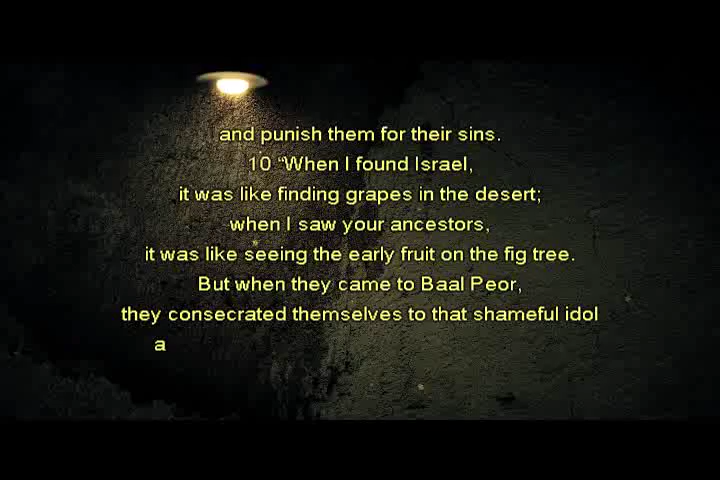 and punish them for their sins.
10 “When I found Israel,
it was like finding grapes in the desert;
when I saw your ancestors,
it was like seeing the early fruit on the fig tree.
But when they came to Baal Peor,
they consecrated themselves to that shameful idol
a